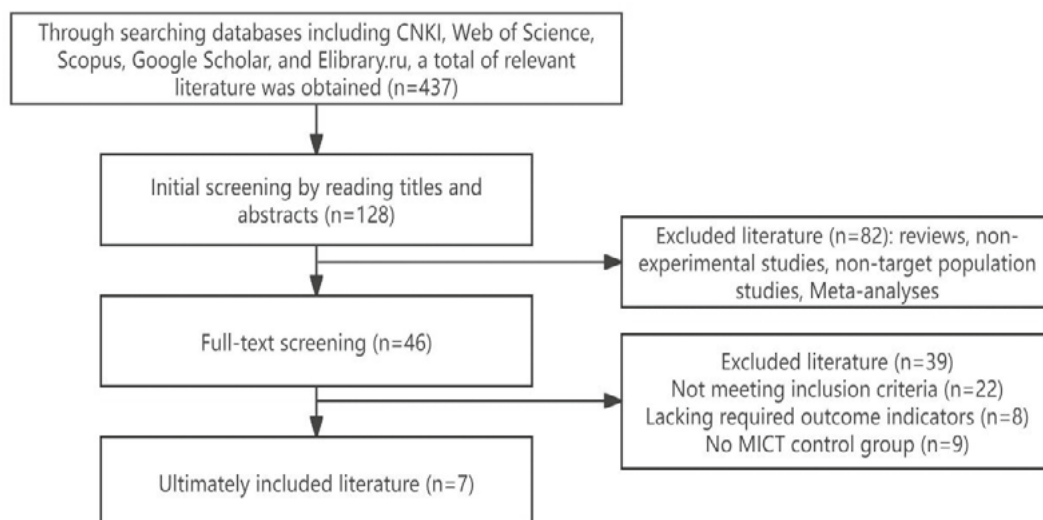 Through searching databases including CNKI, Web of Science,
Scopus, Google Scholar, and Elibrary.ru, a total of relevant
literature was obtained (n=437)
Initial screening by reading titles and
abstracts (n=128)
Excluded literature (n=82): reviews, non-
experimental studies, non-target population
studies, Meta-analyses
Full-text screening (n=46)
Excluded literature (n=39)
Not meeting inclusion criteria (n=22)
Lacking required outcome indicators (n=8)
No MICT control group (n=9)
Ultimately included literature (n=7)